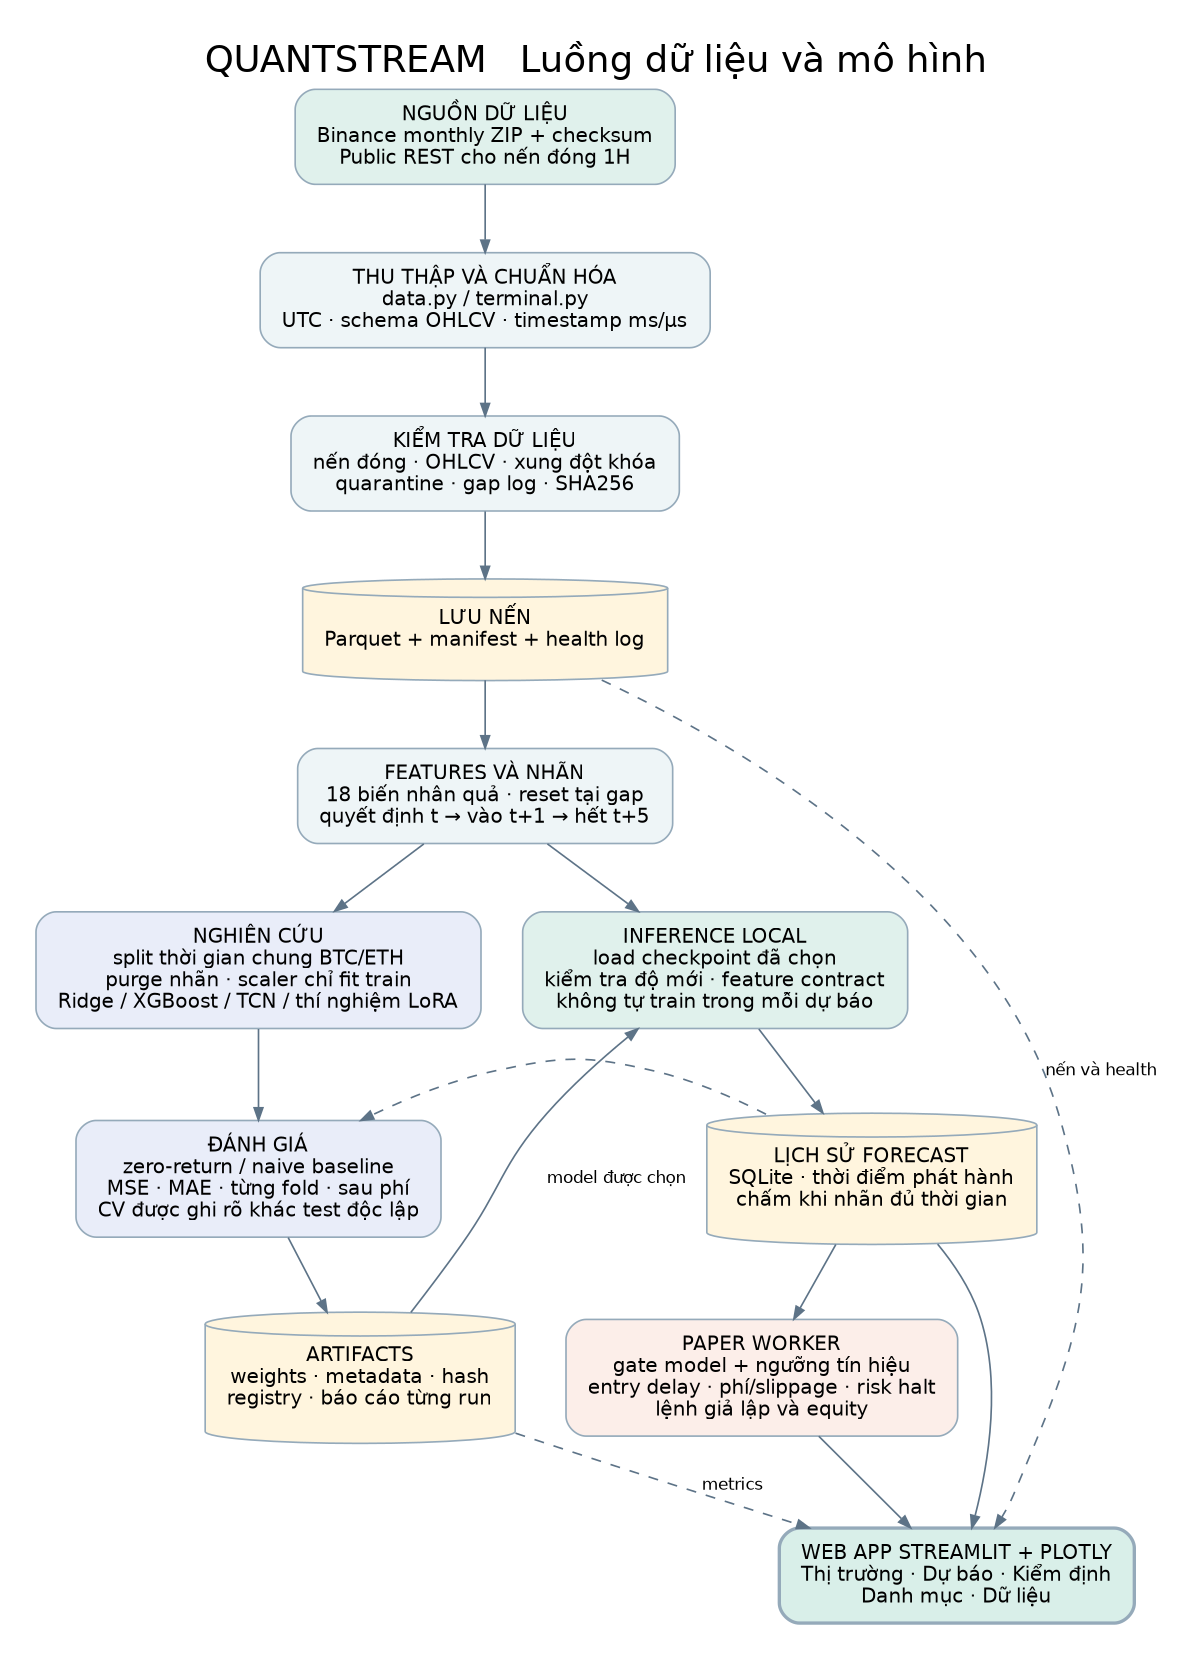 QUANTSTREAM   Luồng dữ liệu và mô hình
NGUỒN DỮ LIỆU
Binance monthly ZIP + checksum
Public REST cho nến đóng 1H
THU THẬP VÀ CHUẨN HÓA
data.py / terminal.py
UTC · schema OHLCV · timestamp ms/µs
KIỂM TRA DỮ LIỆU
nến đóng · OHLCV · xung đột khóa
quarantine · gap log · SHA256
LƯU NẾN
Parquet + manifest + health log
FEATURES VÀ NHÃN
18 biến nhân quả · reset tại gap
quyết định t → vào t+1 → hết t+5
NGHIÊN CỨU
split thời gian chung BTC/ETH
purge nhãn · scaler chỉ fit train
Ridge / XGBoost / TCN / thí nghiệm LoRA
INFERENCE LOCAL
load checkpoint đã chọn
kiểm tra độ mới · feature contract
không tự train trong mỗi dự báo
nến và health
ĐÁNH GIÁ
zero-return / naive baseline
MSE · MAE · từng fold · sau phí
CV được ghi rõ khác test độc lập
model được chọn
LỊCH SỬ FORECAST
SQLite · thời điểm phát hành
chấm khi nhãn đủ thời gian
ARTIFACTS
weights · metadata · hash
registry · báo cáo từng run
PAPER WORKER
gate model + ngưỡng tín hiệu
entry delay · phí/slippage · risk halt
lệnh giả lập và equity
metrics
WEB APP STREAMLIT + PLOTLY
Thị trường · Dự báo · Kiểm định
Danh mục · Dữ liệu